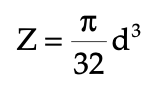 Z = π/32 d³